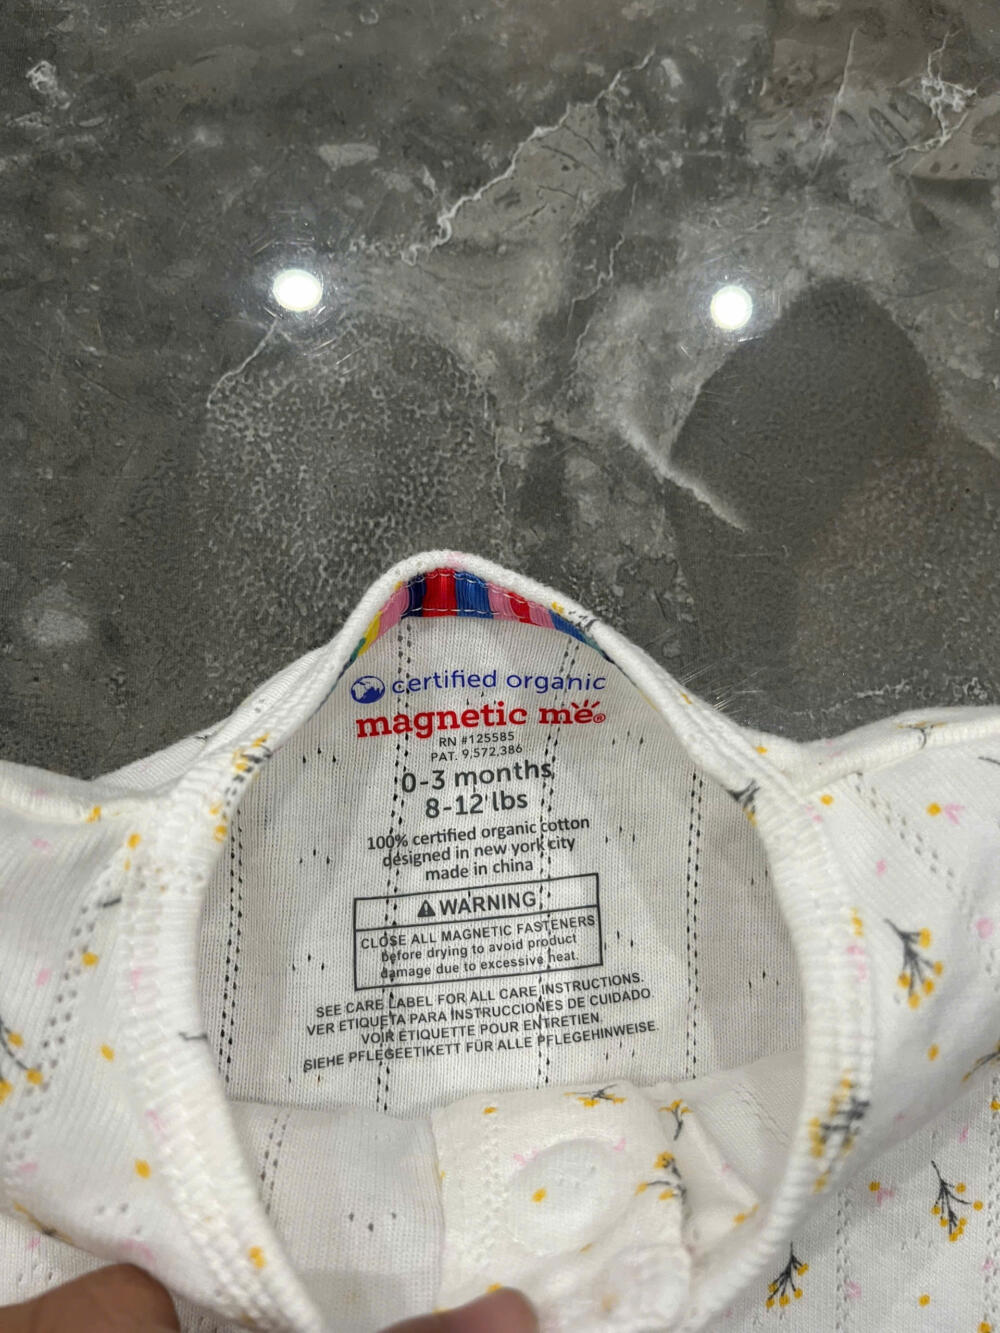 certified organic
magnetic me®
RN #125585
PAT. 9,572,386
0-3 months
8-12 lbs
100% certified organic cotton
designed in new york city
made in china
⚠ WARNING
CLOSE ALL MAGNETIC FASTENERS
before drying to avoid product
damage due to excessive heat.
SEE CARE LABEL FOR ALL CARE INSTRUCTIONS.
VER ETIQUETA PARA INSTRUCCIONES DE CUIDADO.
VOIR ÉTIQUETTE POUR ENTRETIEN.
SIEHE PFLEGEETIKETT FÜR ALLE PFLEGEHINWEISE.